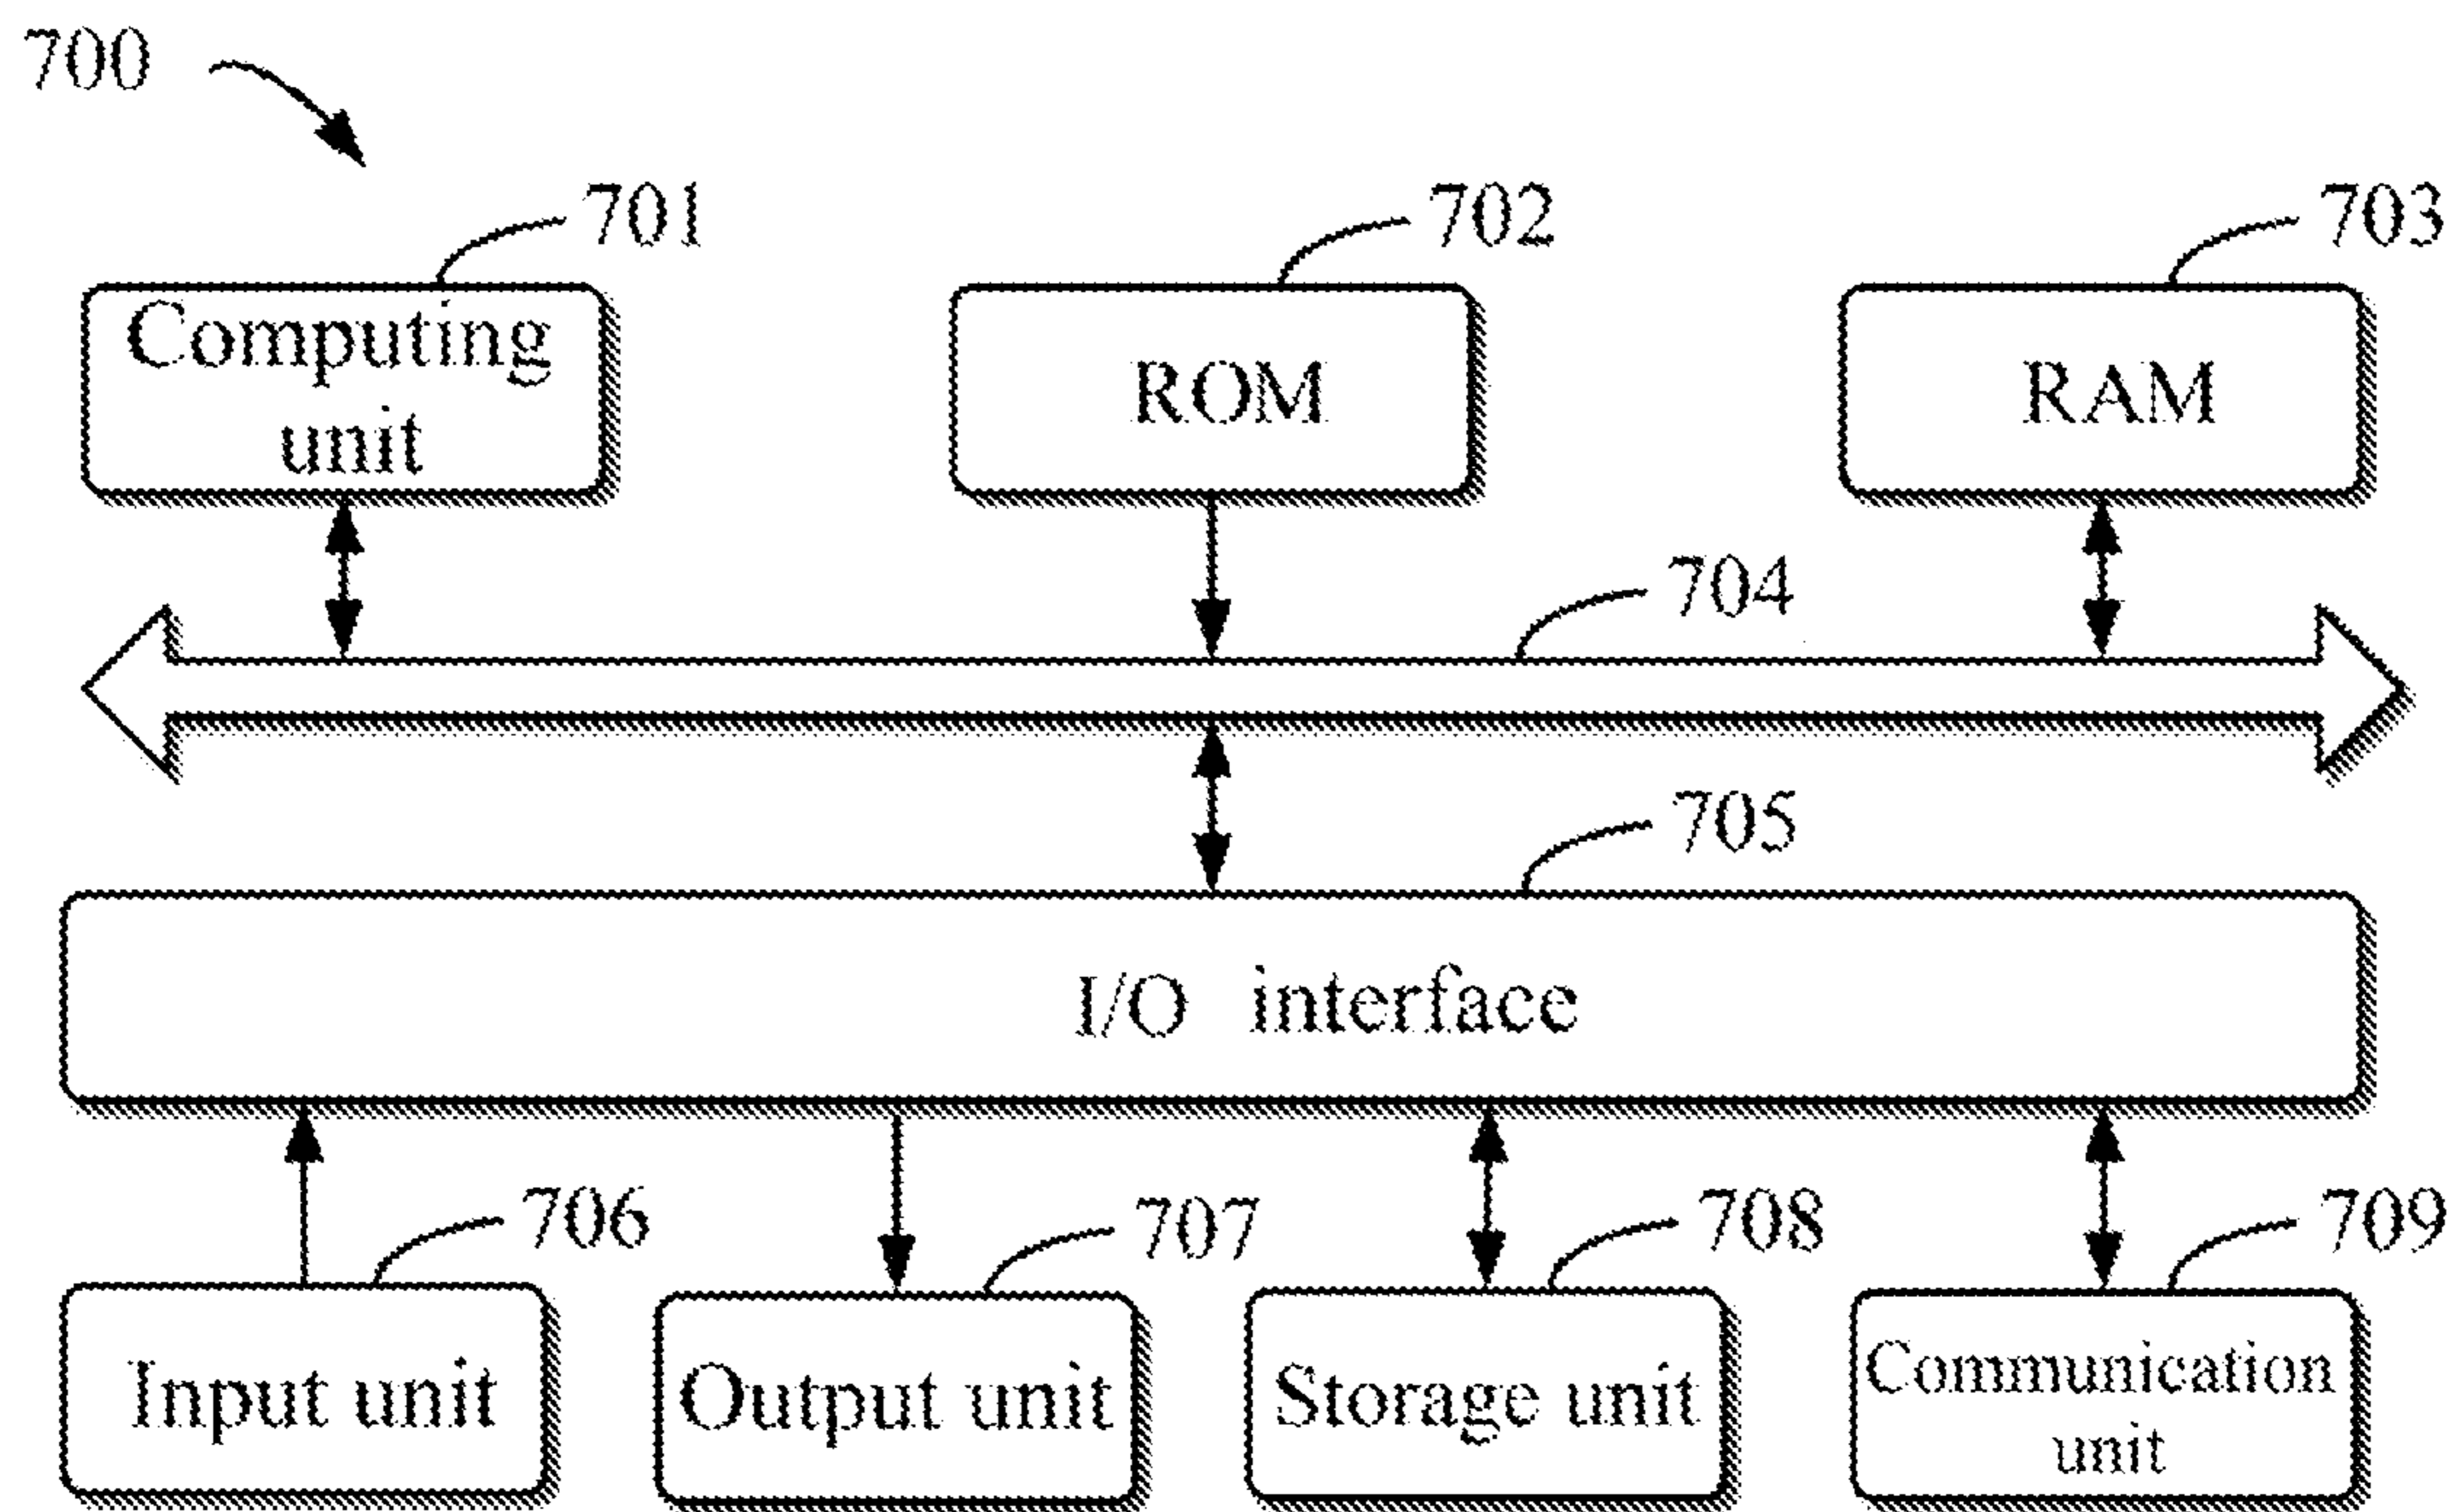 700
701
702
703
Computing
unit
ROM
RAM
704
705
I/O interface
706
707
708
709
Input unit
Output unit
Storage unit
Communication
unit